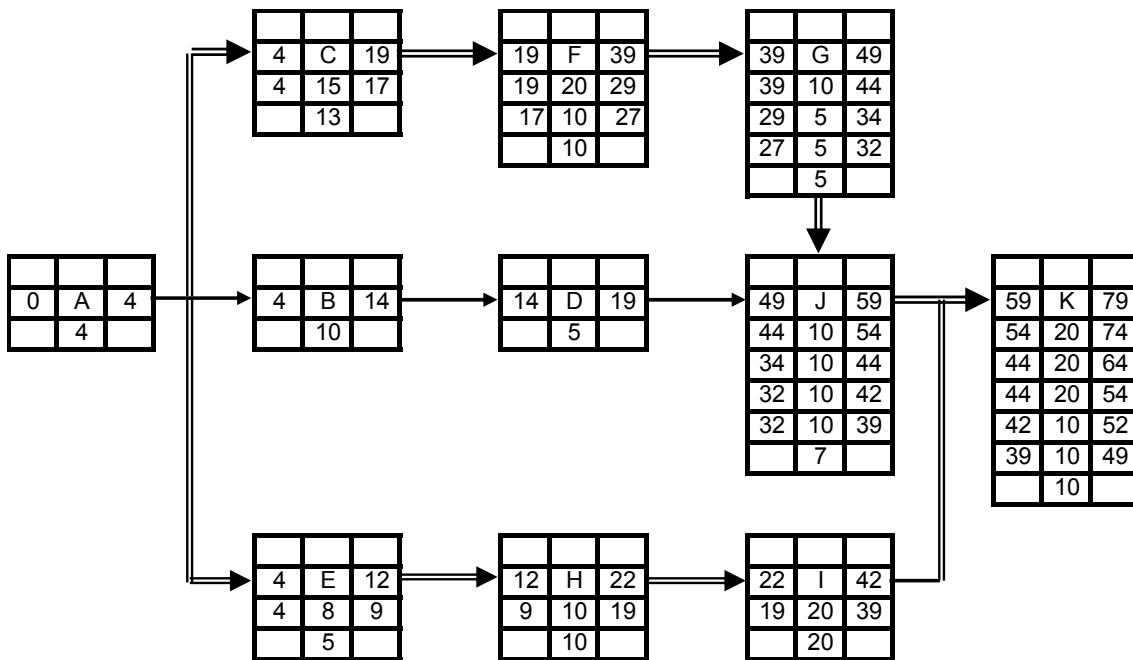 4 C 19
4 15 17
13
19 F 39
19 20 29
17 10 27
10
39 G 49
39 10 44
29 5 34
27 5 32
5
0 A 4
4
4 B 14
10
14 D 19
5
49 J 59
44 10 54
34 10 44
32 10 42
32 10 39
7
59 K 79
54 20 74
44 20 64
44 20 54
42 10 52
39 10 49
10
4 E 12
4 8 9
5
12 H 22
9 10 19
10
22 I 42
19 20 39
20